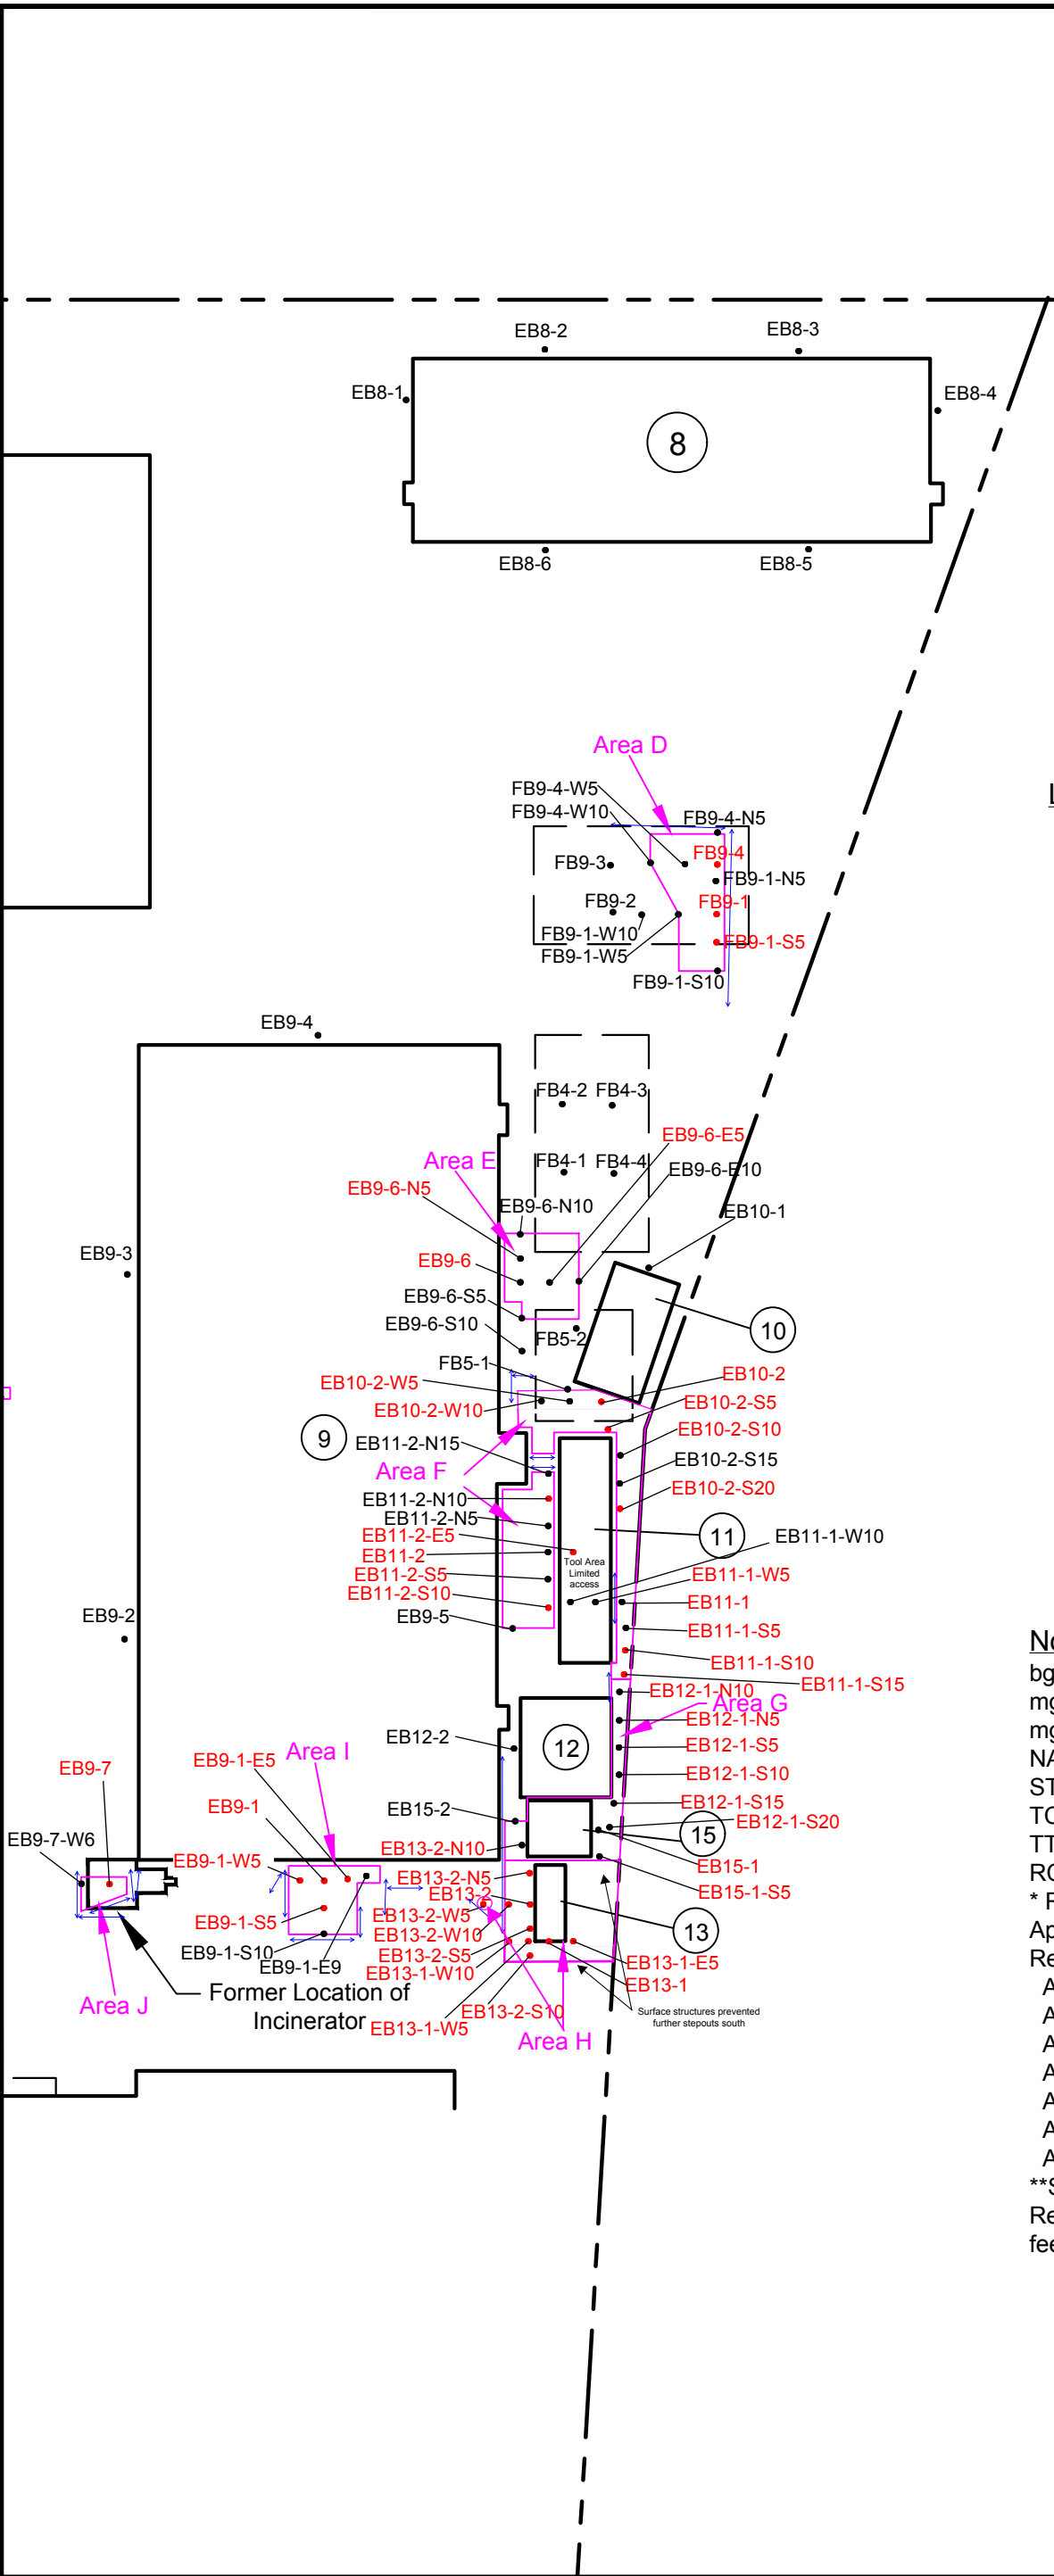 EB8-2
EB8-3
EB8-1
EB8-4
8
EB8-6
EB8-5
Area D
FB9-4-W5
FB9-4-W10
FB9-4-N5
FB9-3
FB9-4
FB9-1-N5
FB9-2
FB9-1
FB9-1-W10
FB9-1-S5
FB9-1-W5
FB9-1-S10
EB9-4
FB4-2
FB4-3
EB9-6-E5
Area E
FB4-1
FB4-4
EB9-6-E10
EB9-6-N5
EB9-6-N10
EB10-1
EB9-3
EB9-6
EB9-6-S5
EB9-6-S10
FB5-2
10
FB5-1
EB10-2-W5
EB10-2
EB10-2-W10
EB10-2-S5
EB10-2-S10
9
EB11-2-N15
EB10-2-S15
Area F
EB10-2-S20
EB11-2-N10
EB11-2-N5
EB11-2-E5
11
EB11-1-W10
EB11-2
Tool Area
Limited
access
EB11-2-S5
EB11-1-W5
EB11-2-S10
EB11-1
EB9-2
EB9-5
EB11-1-S5
EB11-1-S10
EB11-1-S15
EB12-1-N10
Area G
EB12-1-N5
EB12-2
12
EB12-1-S5
Area I
EB9-1-E5
EB9-7
EB12-1-S10
EB9-1
EB15-2
EB12-1-S15
EB12-1-S20
15
EB9-7-W6
EB13-2-N10
EB9-1-W5
EB15-1
EB13-2-N5
EB15-1-S5
EB13-2
EB13-2-W5
EB9-1-S5
EB13-2-W10
13
EB9-1-S10
EB13-2-S5
EB9-1-E9
EB13-1-W10
EB13-1-E5
EB13-1
Former Location of
Incinerator
Area J
EB13-2-S10
EB13-1-W5
Surface structures prevented
further stepouts south
Area H
L
No
bg
mg
mg
NA
ST
TC
TT
* F
Ap
Re
A
A
A
A
A
A
A
**S
Re
fee